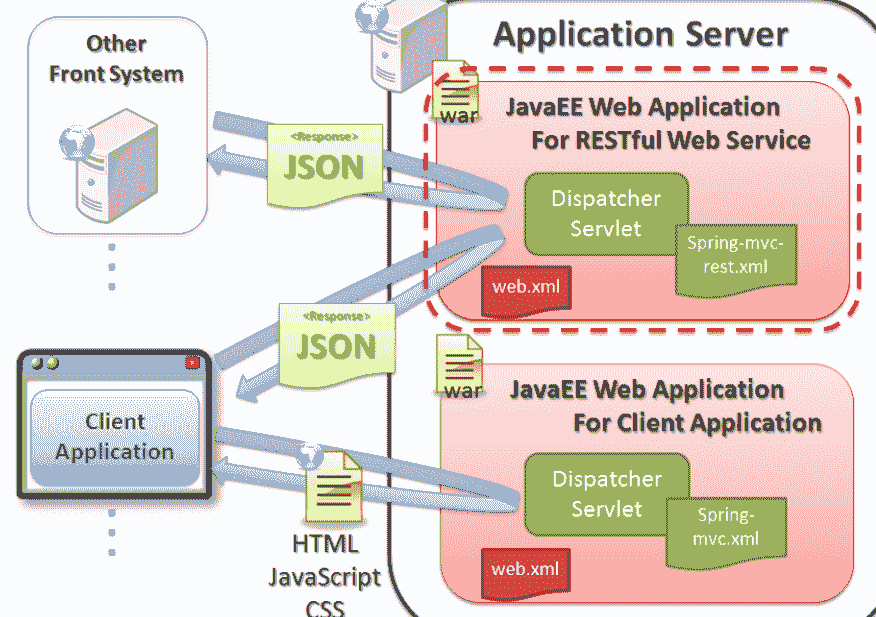 Other
Front System
Application Server
war
JavaEE Web Application
For RESTful Web Service
<Response>
JSON
Dispatcher
Servlet
Spring-mvc-
rest.xml
web.xml
<Response>
JSON
war
JavaEE Web Application
For Client Application
Client
Application
Dispatcher
Servlet
Spring-
mvc.xml
web.xml
HTML
JavaScript
CSS